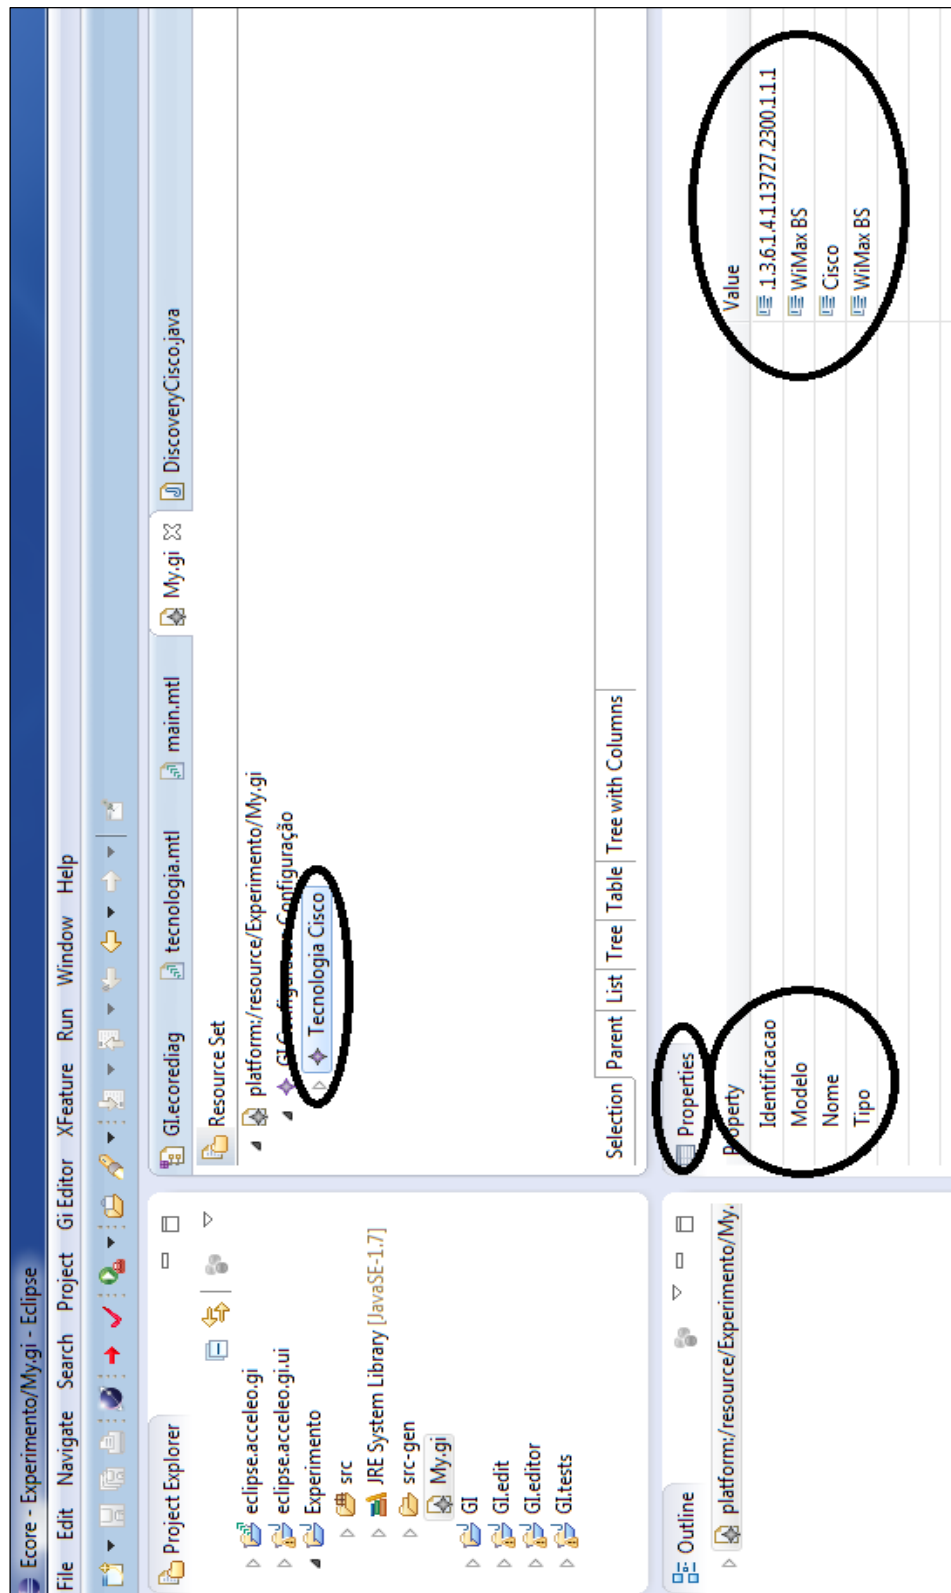 Ecore - Experimento/My.gi - Eclipse
File Edit Navigate Search Project Gi Editor XFeature Run Window Help
Project Explorer
eclipse.acceleo.gi
eclipse.acceleo.gi.ui
Experimento
src
JRE System Library [JavaSE-1.7]
src-gen
My.gi
GI
GI.edit
GI.editor
GI.tests
GI.ecorediag tecnologia.mtl main.mtl My.gi DiscoveryCisco.java
Resource Set
platform:/resource/Experimento/My.gi
GI Configuracao Configuração
Tecnologia Cisco
Selection Parent List Tree Table Tree with Columns
Outline
platform:/resource/Experimento/My.
Properties
Property Value
Identificacao .1.3.6.1.4.1.13727.2300.1.1.1
Modelo WiMax BS
Nome Cisco
Tipo WiMax BS